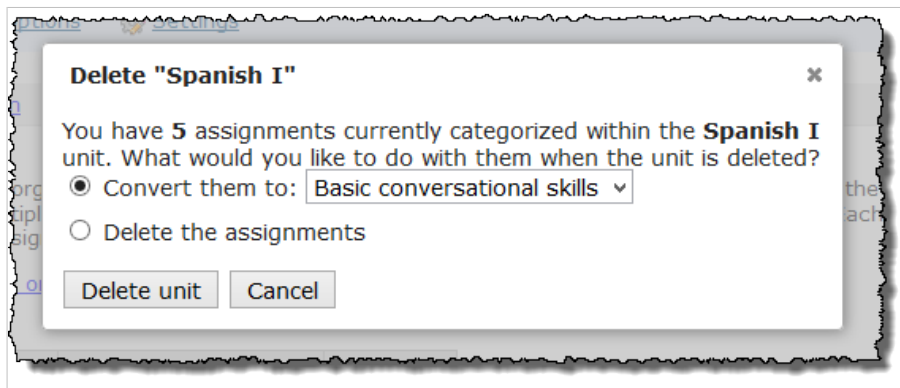 Settings
Delete "Spanish I"
You have 5 assignments currently categorized within the Spanish I
unit. What would you like to do with them when the unit is deleted?
Convert them to: Basic conversational skills
Delete the assignments
Delete unit Cancel